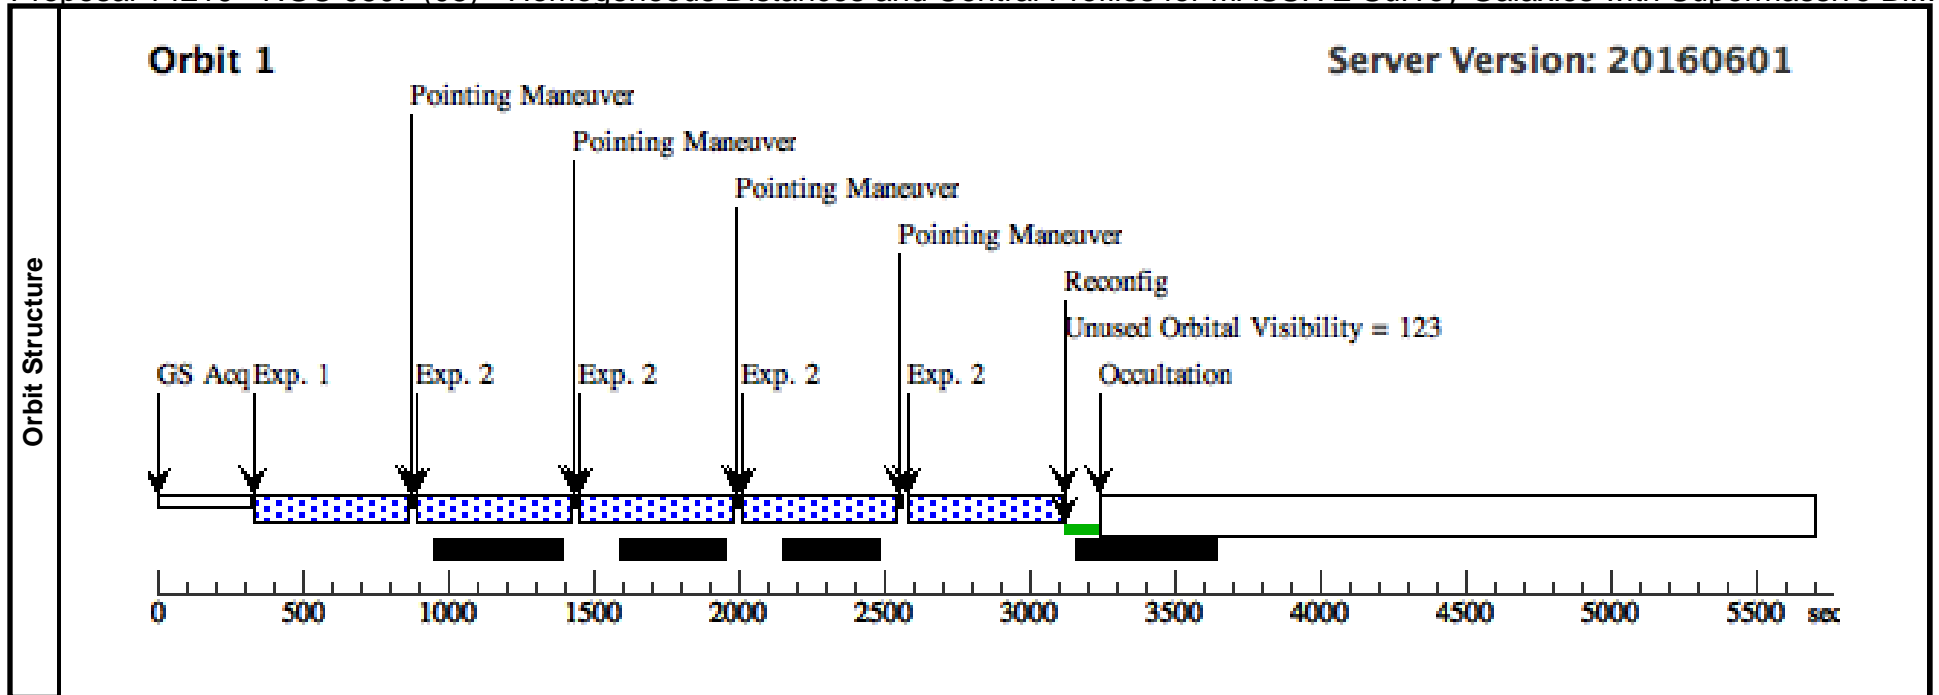 Orbit 1
Server Version: 20160601
Pointing Maneuver
Pointing Maneuver
Pointing Maneuver
Pointing Maneuver
Reconfig
Unused Orbital Visibility = 123
GS Acq Exp. 1 Exp. 2 Exp. 2 Exp. 2 Exp. 2 Occultation
Orbit Structure
0 500 1000 1500 2000 2500 3000 3500 4000 4500 5000 5500 sec